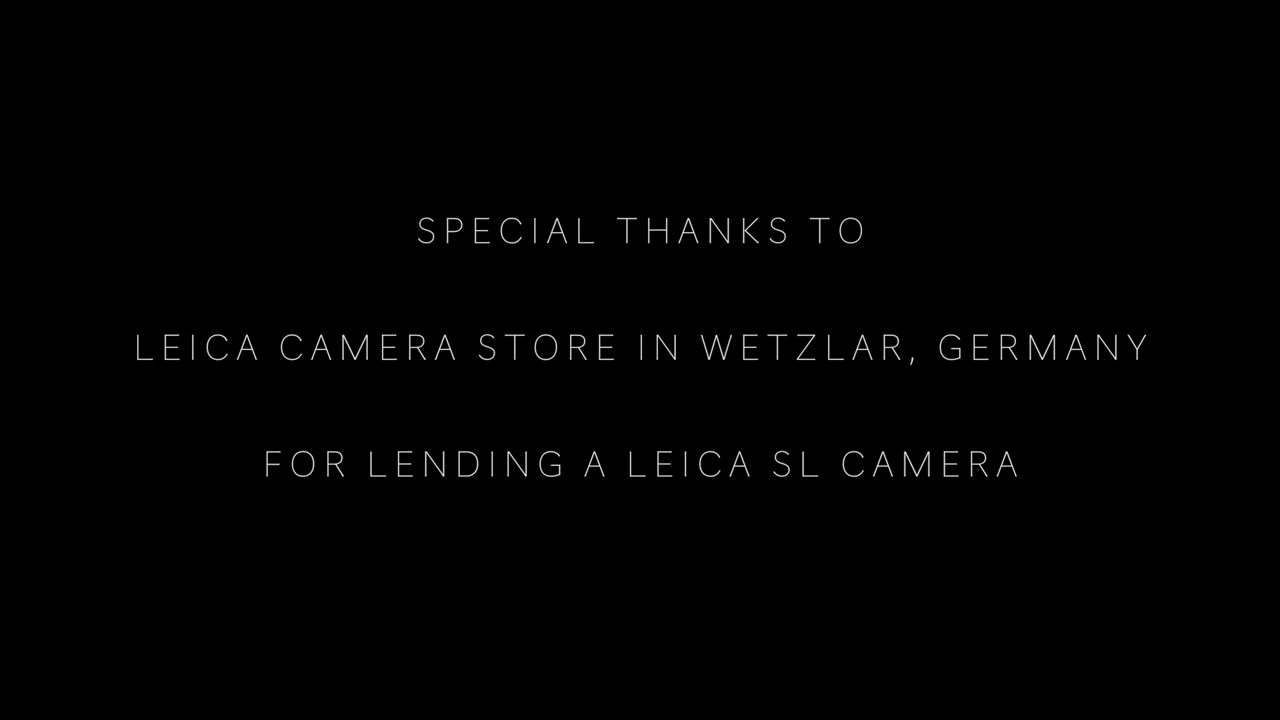 SPECIAL THANKS TO
LEICA CAMERA STORE IN WETZLAR, GERMANY
FOR LENDING A LEICA SL CAMERA